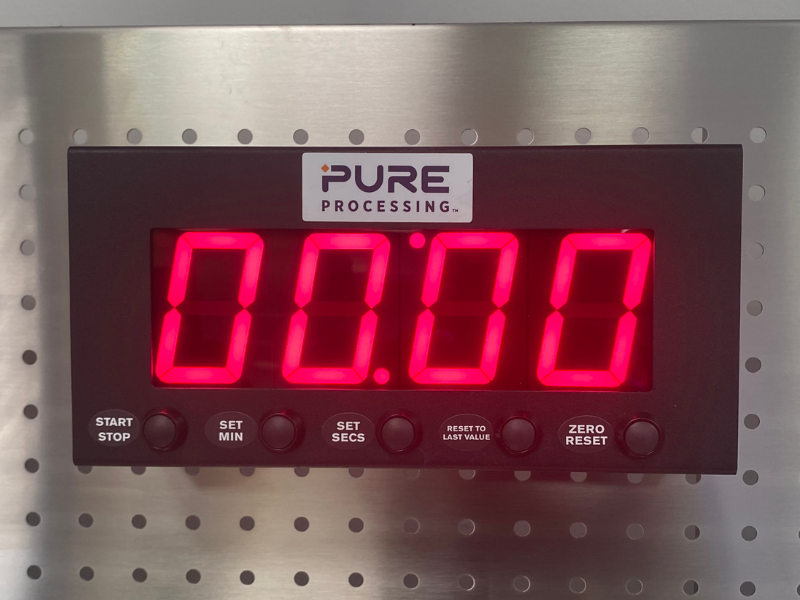 PURE
PROCESSING™
00:00
START
STOP
SET
MIN
SET
SECS
RESET TO
LAST VALUE
ZERO
RESET